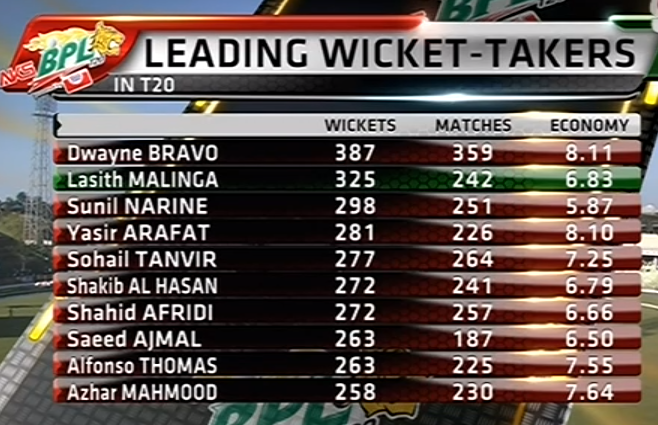 AKS
BPL
LEADING WICKET-TAKERS
IN T20
WICKETS MATCHES ECONOMY
Dwayne BRAVO 387 359 8.11
Lasith MALINGA 325 242 6.83
Sunil NARINE 298 251 5.87
Yasir ARAFAT 281 226 8.10
Sohail TANVIR 277 264 7.25
Shakib AL HASAN 272 241 6.79
Shahid AFRIDI 272 257 6.66
Saeed AJMAL 263 187 6.50
Alfonso THOMAS 263 225 7.55
Azhar MAHMOOD 258 230 7.64
BPL